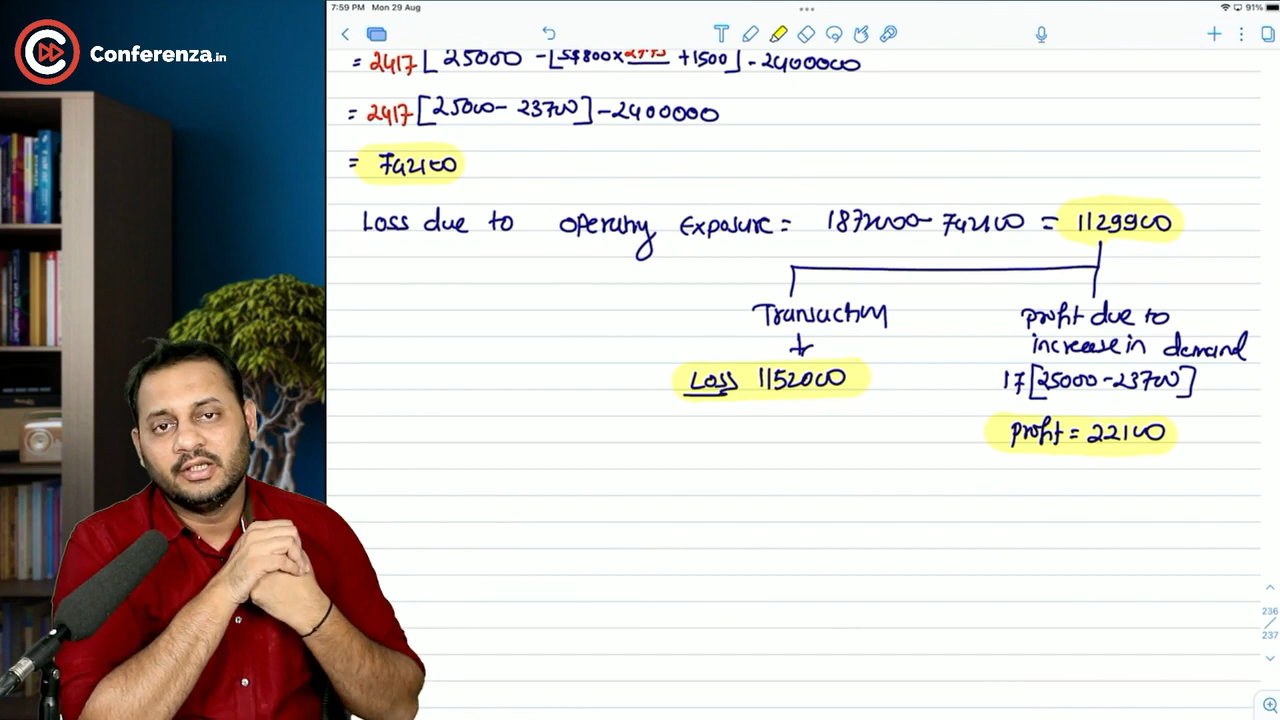 7:59 PM Mon 29 Aug
91%
Conferenza.in
= 2417 [ 25000 - [ + 1500] - 2400000
= 2417 [25000 - 23700] - 2400000
= 742100
Loss due to operating Exposure = 1872000 - 742100 = 1129900
Transaction
Loss 1152000
profit due to
increase in demand
17[25000-23700]
profit = 22100
236
237